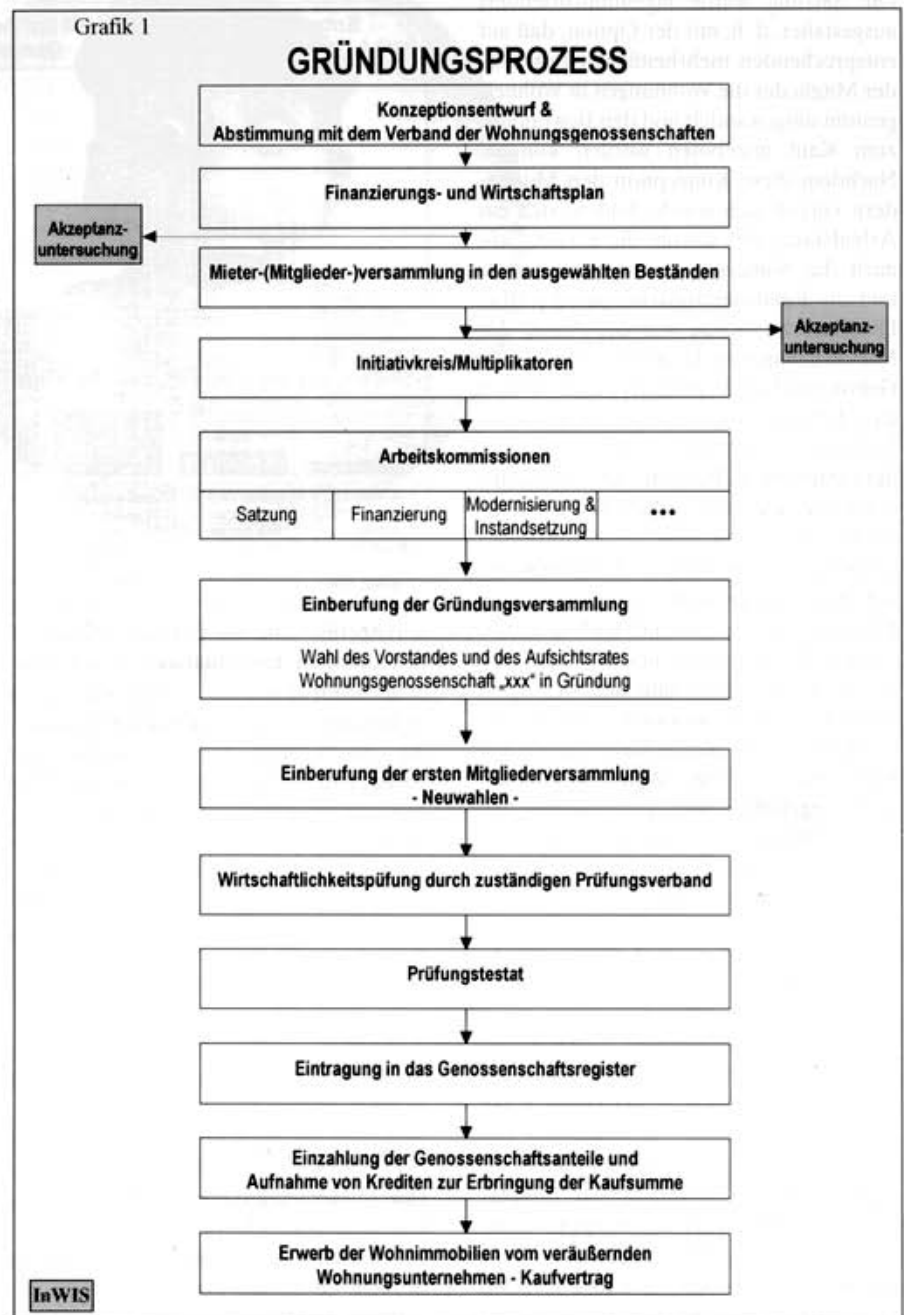 Grafik 1
GRÜNDUNGSPROZESS
Konzeptionsentwurf &
Abstimmung mit dem Verband der Wohnungsgenossenschaften
Finanzierungs- und Wirtschaftsplan
Akzeptanz-
untersuchung
Mieter-(Mitglieder-)versammlung in den ausgewählten Beständen
Akzeptanz-
untersuchung
Initiativkreis/Multiplikatoren
Arbeitskommissionen
Satzung
Finanzierung
Modernisierung &
Instandsetzung
•••
Einberufung der Gründungsversammlung
Wahl des Vorstandes und des Aufsichtsrates
Wohnungsgenossenschaft „xxx“ in Gründung
Einberufung der ersten Mitgliederversammlung
- Neuwahlen -
Wirtschaftlichkeitspüfung durch zuständigen Prüfungsverband
Prüfungstestat
Eintragung in das Genossenschaftsregister
Einzahlung der Genossenschaftsanteile und
Aufnahme von Krediten zur Erbringung der Kaufsumme
Erwerb der Wohnimmobilien vom veräußernden
Wohnungsunternehmen - Kaufvertrag
InWIS